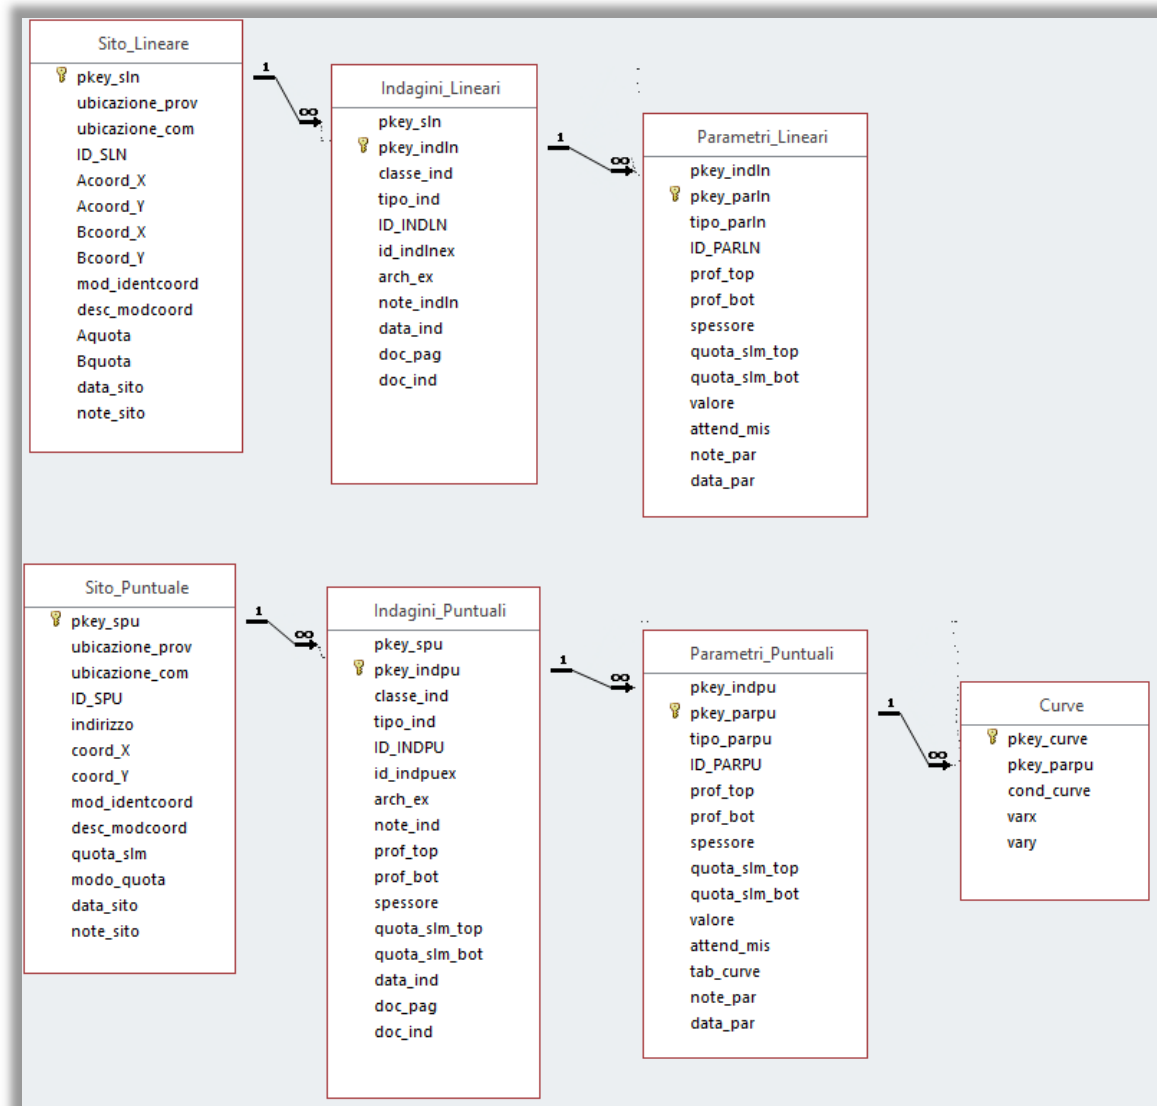 Sito_Lineare
pkey_sln
ubicazione_prov
ubicazione_com
ID_SLN
Acoord_X
Acoord_Y
Bcoord_X
Bcoord_Y
mod_identcoord
desc_modcoord
Aquota
Bquota
data_sito
note_sito
1
∞
Indagini_Lineari
pkey_sln
pkey_indln
classe_ind
tipo_ind
ID_INDLN
id_indlnex
arch_ex
note_indln
data_ind
doc_pag
doc_ind
1
∞
Parametri_Lineari
pkey_indln
pkey_parln
tipo_parln
ID_PARLN
prof_top
prof_bot
spessore
quota_slm_top
quota_slm_bot
valore
attend_mis
note_par
data_par
Sito_Puntuale
pkey_spu
ubicazione_prov
ubicazione_com
ID_SPU
indirizzo
coord_X
coord_Y
mod_identcoord
desc_modcoord
quota_slm
modo_quota
data_sito
note_sito
1
∞
Indagini_Puntuali
pkey_spu
pkey_indpu
classe_ind
tipo_ind
ID_INDPU
id_indpuex
arch_ex
note_ind
prof_top
prof_bot
spessore
quota_slm_top
quota_slm_bot
data_ind
doc_pag
doc_ind
1
∞
Parametri_Puntuali
pkey_indpu
pkey_parpu
tipo_parpu
ID_PARPU
prof_top
prof_bot
spessore
quota_slm_top
quota_slm_bot
valore
attend_mis
tab_curve
note_par
data_par
1
∞
Curve
pkey_curve
pkey_parpu
cond_curve
varx
vary